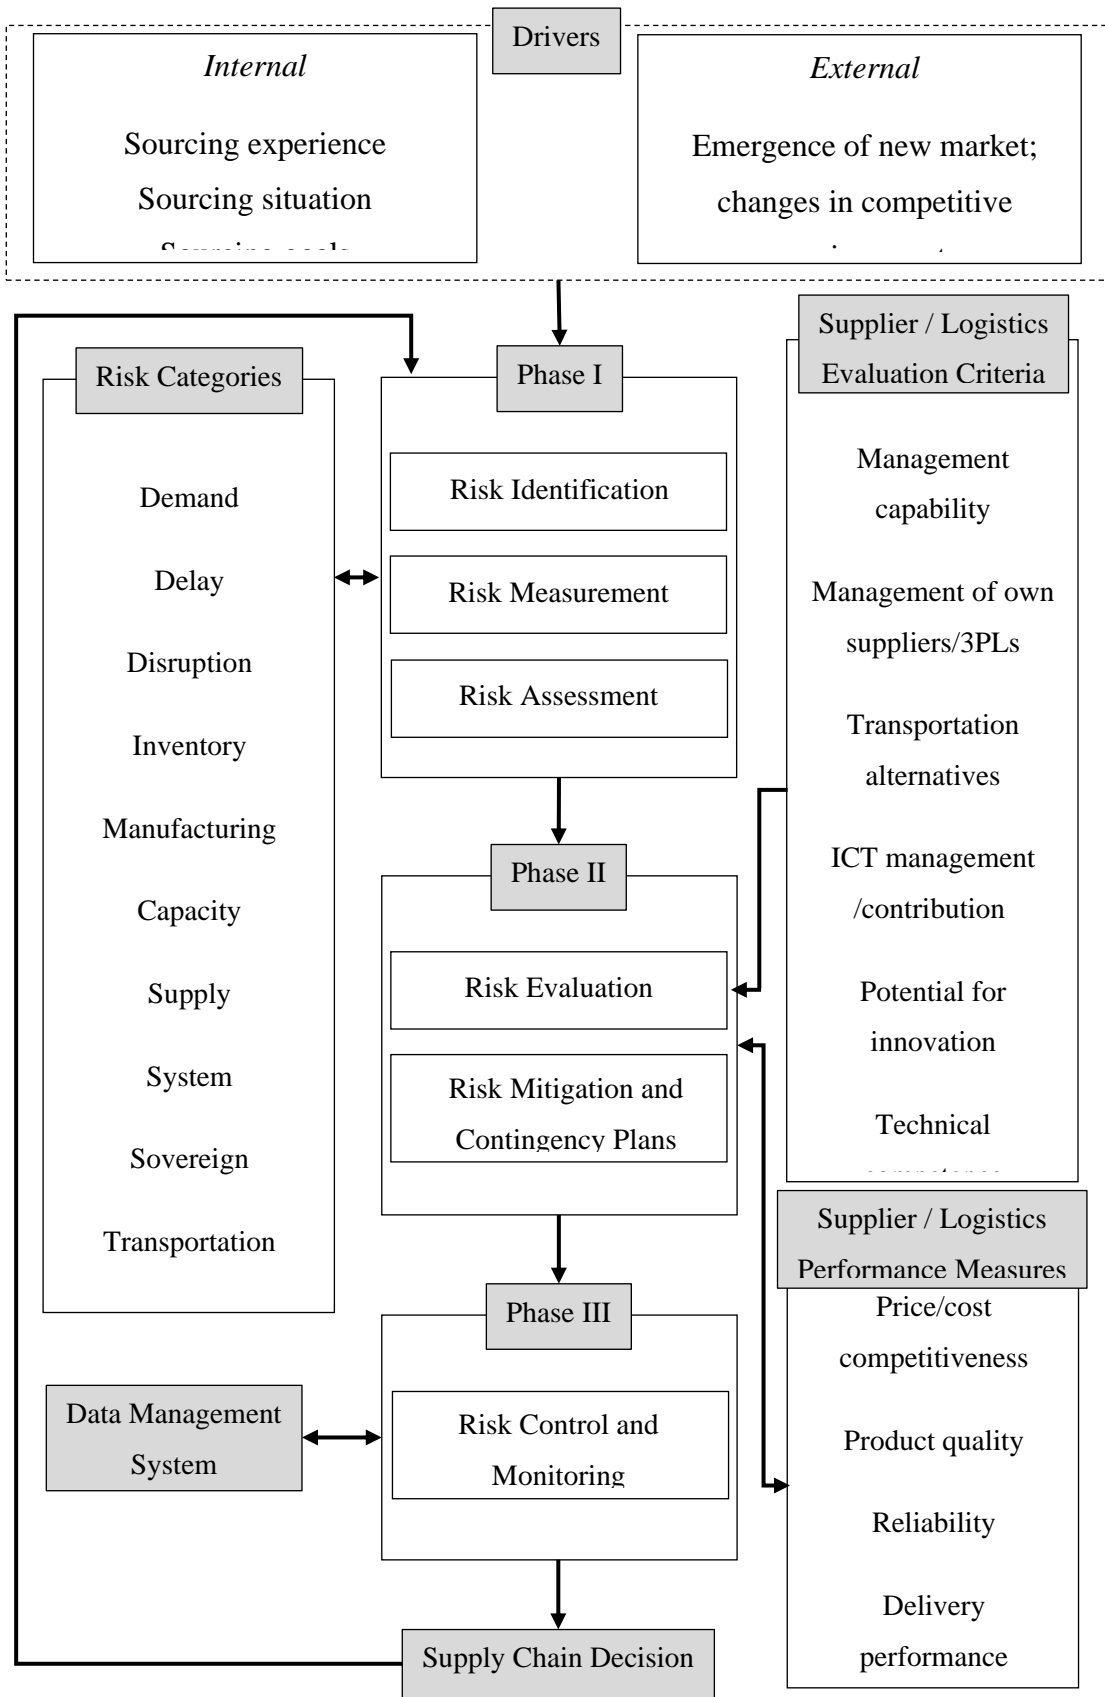 Drivers
Internal
Sourcing experience
Sourcing situation
External
Emergence of new market;
changes in competitive
Risk Categories
Demand
Delay
Disruption
Inventory
Manufacturing
Capacity
Supply
System
Sovereign
Transportation
Phase I
Risk Identification
Risk Measurement
Risk Assessment
Phase II
Risk Evaluation
Risk Mitigation and
Contingency Plans
Phase III
Risk Control and
Monitoring
Data Management
System
Supply Chain Decision
Supplier / Logistics
Evaluation Criteria
Management
capability
Management of own
suppliers/3PLs
Transportation
alternatives
ICT management
/contribution
Potential for
innovation
Technical
Supplier / Logistics
Performance Measures
Price/cost
competitiveness
Product quality
Reliability
Delivery
performance